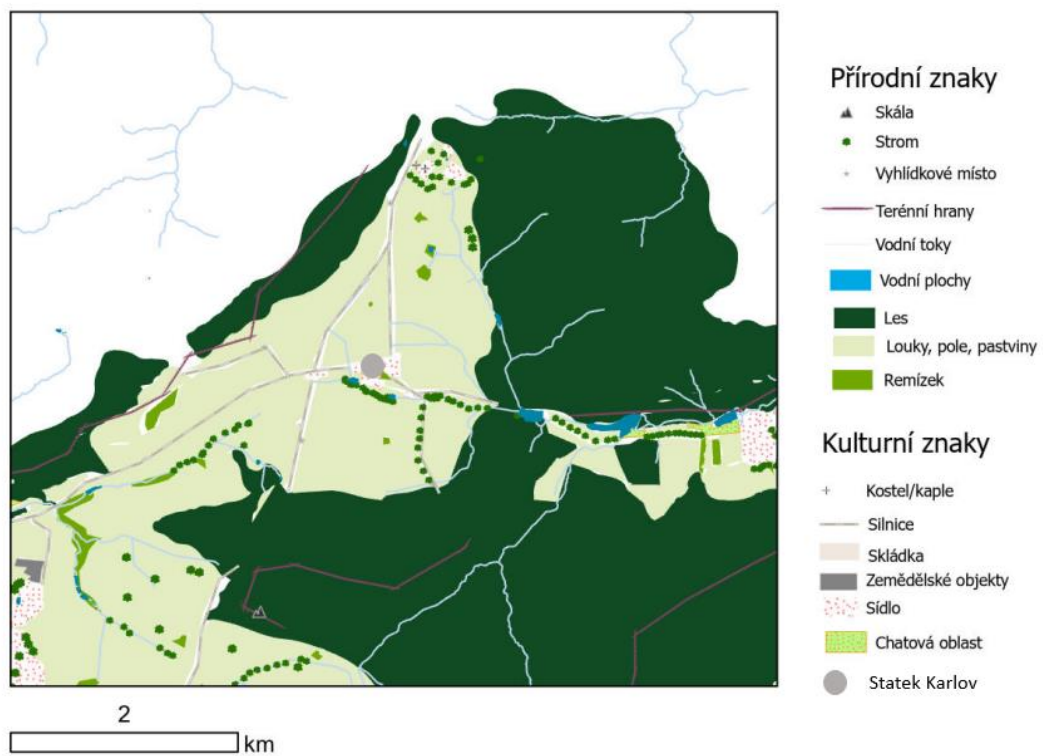 Přírodní znaky
Skála
Strom
Vyhlídkové místo
Terénní hrany
Vodní toky
Vodní plochy
Les
Louky, pole, pastviny
Remízek
Kulturní znaky
Kostel/kaple
Silnice
Skládka
Zemědělské objekty
Sídlo
Chatová oblast
Statek Karlov
2
km